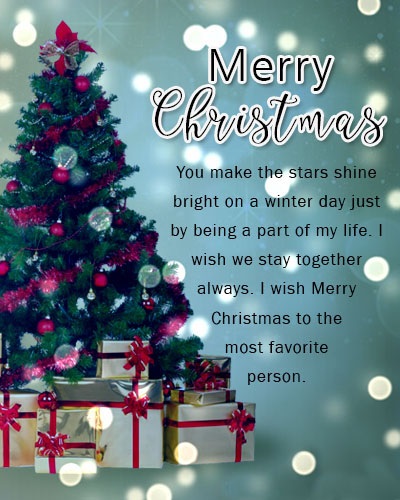 Merry
Christmas
You make the stars shine
bright on a winter day just
by being a part of my life. I
wish we stay together
always. I wish Merry
Christmas to the
most favorite
person.